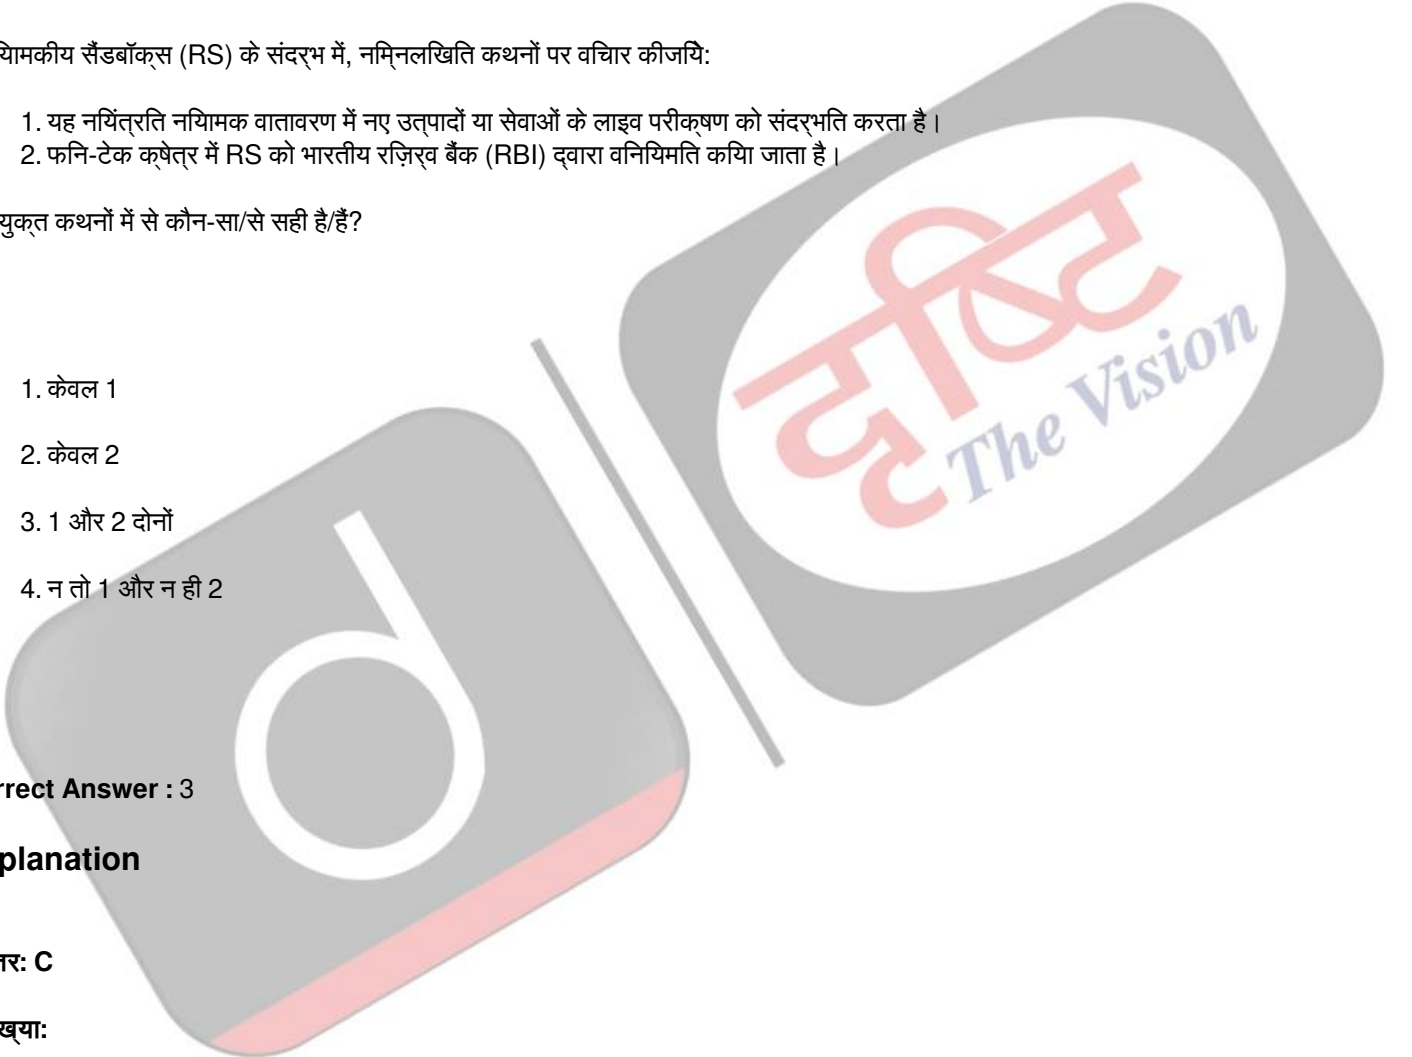 यामकीय सैंडबॉक्स (RS) के संदर्भ में, निम्नलिखित कथनों पर विचार कीजिये:
1. यह नियंत्रित नियामक वातावरण में नए उत्पादों या सेवाओं के लाइव परीक्षण को संदर्भित करता है।
2. फिन-टेक क्षेत्र में RS को भारतीय रिज़र्व बैंक (RBI) द्वारा विनियमित किया जाता है।
युक्त कथनों में से कौन-सा/से सही है/हैं?
1. केवल 1
2. केवल 2
3. 1 और 2 दोनों
4. न तो 1 और न ही 2
rrect Answer : 3
planation
तर: C
ख्या:
दृष्टि
The Vision
d